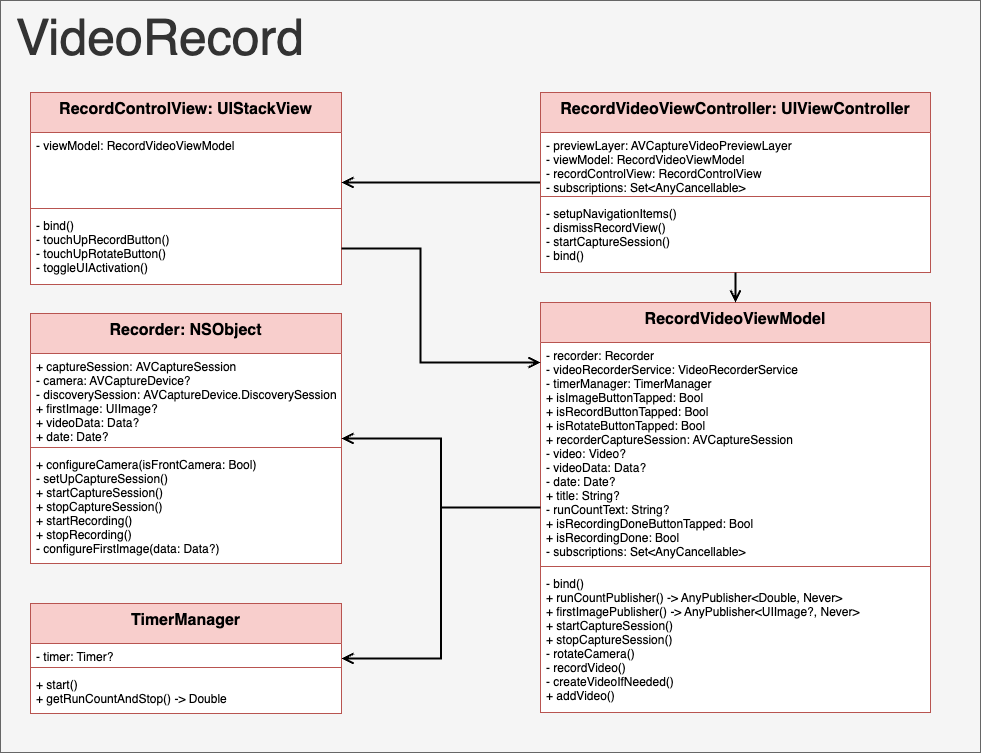 VideoRecord
RecordControlView: UIStackView
- viewModel: RecordVideoViewModel
- bind()
- touchUpRecordButton()
- touchUpRotateButton()
- toggleUIActivation()
RecordVideoViewController: UIViewController
- previewLayer: AVCaptureVideoPreviewLayer
- viewModel: RecordVideoViewModel
- recordControlView: RecordControlView
- subscriptions: Set<AnyCancellable>
- setupNavigationItems()
- dismissRecordView()
- startCaptureSession()
- bind()
Recorder: NSObject
+ captureSession: AVCaptureSession
- camera: AVCaptureDevice?
- discoverySession: AVCaptureDevice.DiscoverySession
+ firstImage: UIImage?
+ videoData: Data?
+ date: Date?
+ configureCamera(isFrontCamera: Bool)
- setUpCaptureSession()
+ startCaptureSession()
+ stopCaptureSession()
+ startRecording()
+ stopRecording()
- configureFirstImage(data: Data?)
RecordVideoViewModel
- recorder: Recorder
- videoRecorderService: VideoRecorderService
- timerManager: TimerManager
+ isImageButtonTapped: Bool
+ isRecordButtonTapped: Bool
+ isRotateButtonTapped: Bool
+ recorderCaptureSession: AVCaptureSession
- video: Video?
- videoData: Data?
- date: Date?
+ title: String?
- runCountText: String?
+ isRecordingDoneButtonTapped: Bool
+ isRecordingDone: Bool
- subscriptions: Set<AnyCancellable>
- bind()
+ runCountPublisher() -> AnyPublisher<Double, Never>
+ firstImagePublisher() -> AnyPublisher<UIImage?, Never>
+ startCaptureSession()
+ stopCaptureSession()
- rotateCamera()
- recordVideo()
- createVideoIfNeeded()
+ addVideo()
TimerManager
- timer: Timer?
+ start()
+ getRunCountAndStop() -> Double